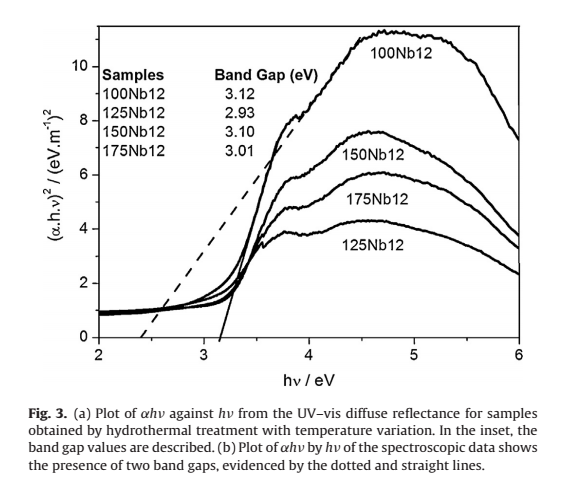 100Nb12
10
Samples Band Gap (eV)
100Nb12 3.12
125Nb12 2.93
8
150Nb12 3.10
175Nb12 3.01
150Nb12
6
175Nb12
4
125Nb12
2
0
2 3 4 5 6
(α.h.ν)² / (eV.m⁻¹)²
hν / eV
Fig. 3. (a) Plot of αhν against hν from the UV–vis diffuse reflectance for samples
obtained by hydrothermal treatment with temperature variation. In the inset, the
band gap values are described. (b) Plot of αhν by hν of the spectroscopic data shows
the presence of two band gaps, evidenced by the dotted and straight lines.